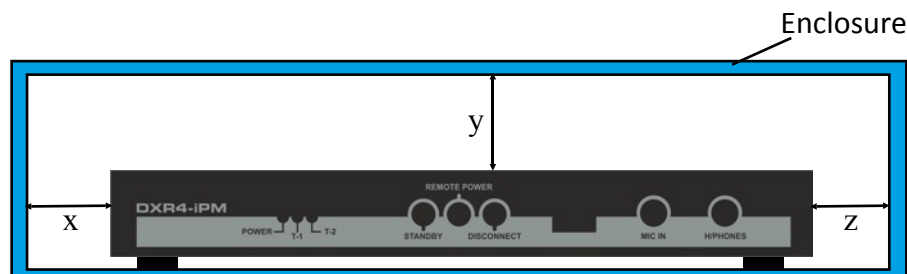 Enclosure
y
REMOTE POWER
DXR4-iPM
x
z
POWER T-1 T-2 STANDBY DISCONNECT MIC IN H/PHONES